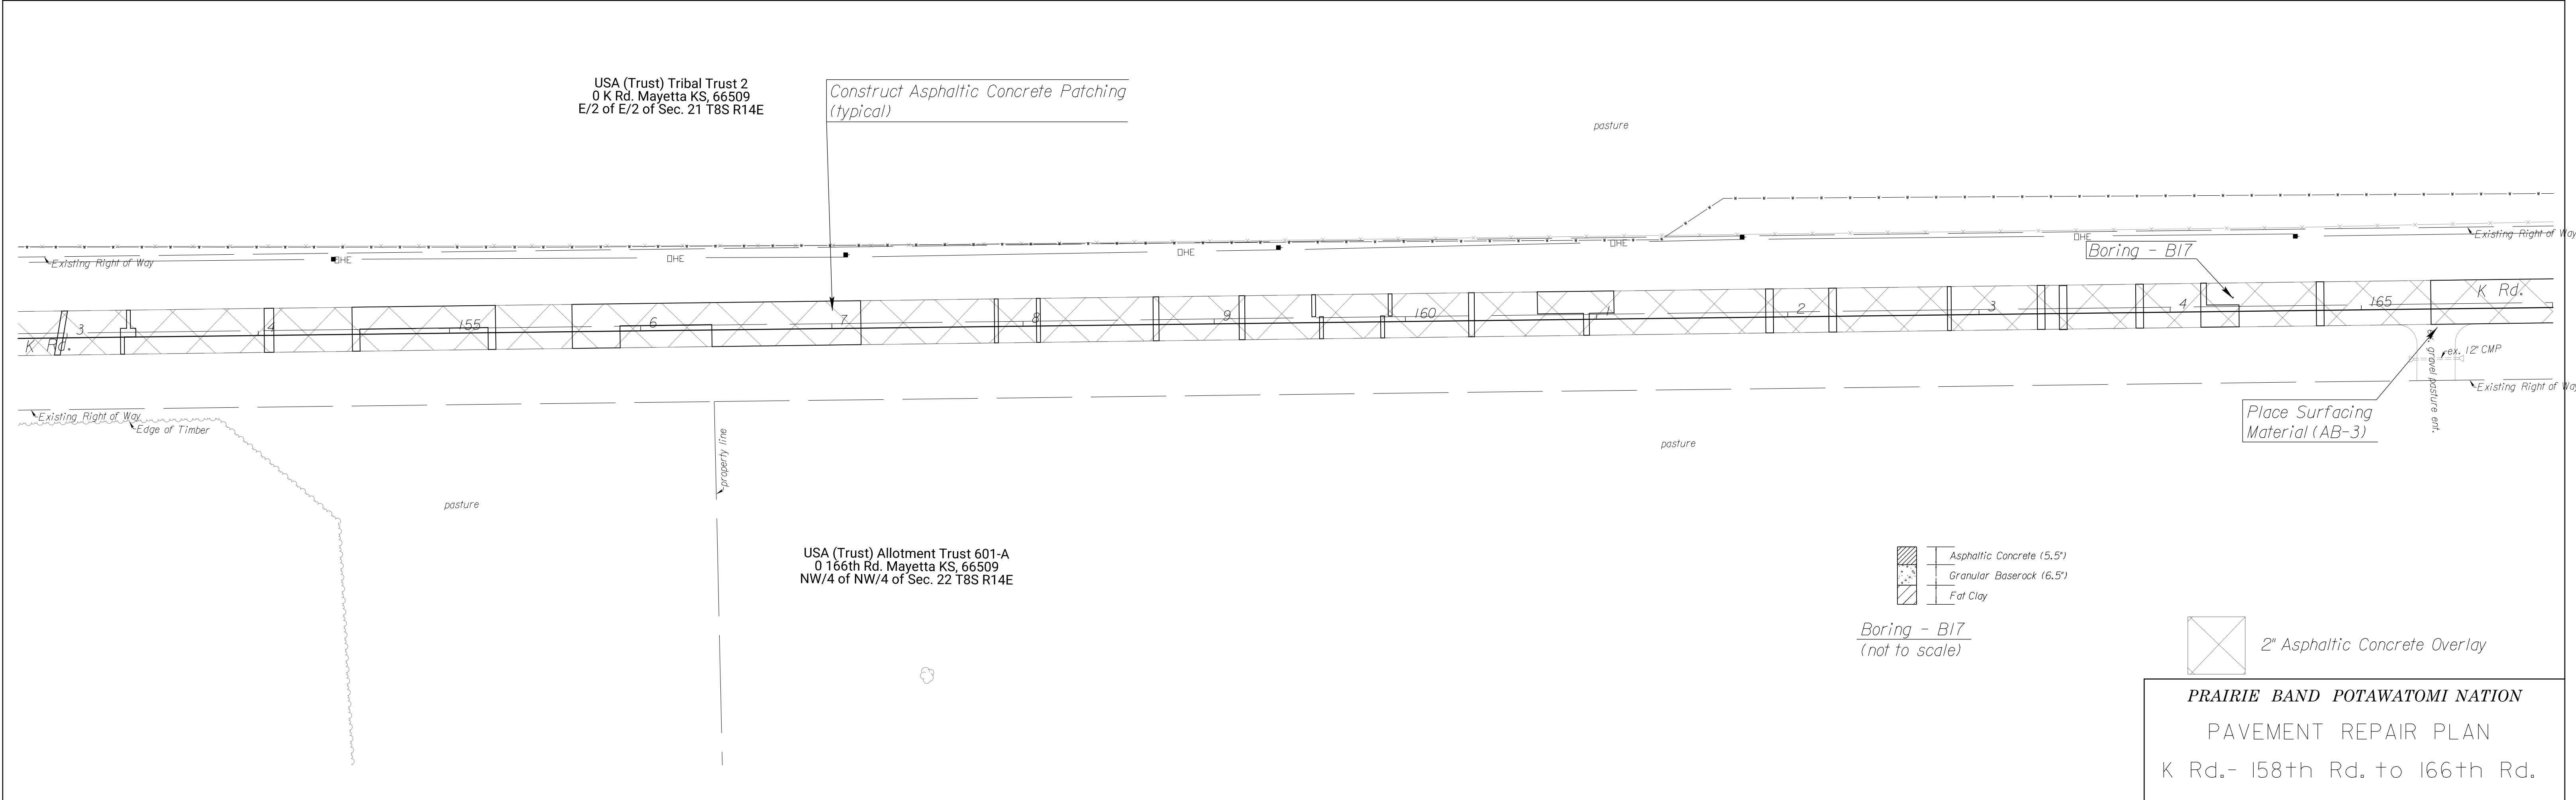 USA (Trust) Tribal Trust 2
0 K Rd. Mayetta KS, 66509
E/2 of E/2 of Sec. 21 T8S R14E
Construct Asphaltic Concrete Patching
(typical)
pasture
Existing Right of Way
OHE
OHE
OHE
OHE
OHE
Existing Right of Way
Boring - B17
K Rd.
3
4
155
6
7
8
9
160
1
2
3
4
165
K Rd.
ex. 12" CMP
gravel pasture ent.
Existing Right of Way
Existing Right of Way
Edge of Timber
property line
Place Surfacing
Material (AB-3)
pasture
pasture
USA (Trust) Allotment Trust 601-A
0 166th Rd. Mayetta KS, 66509
NW/4 of NW/4 of Sec. 22 T8S R14E
Asphaltic Concrete (5.5")
Granular Baserock (6.5")
Fat Clay
Boring - B17
(not to scale)
2" Asphaltic Concrete Overlay
PRAIRIE BAND POTAWATOMI NATION
PAVEMENT REPAIR PLAN
K Rd.- 158th Rd. to 166th Rd.